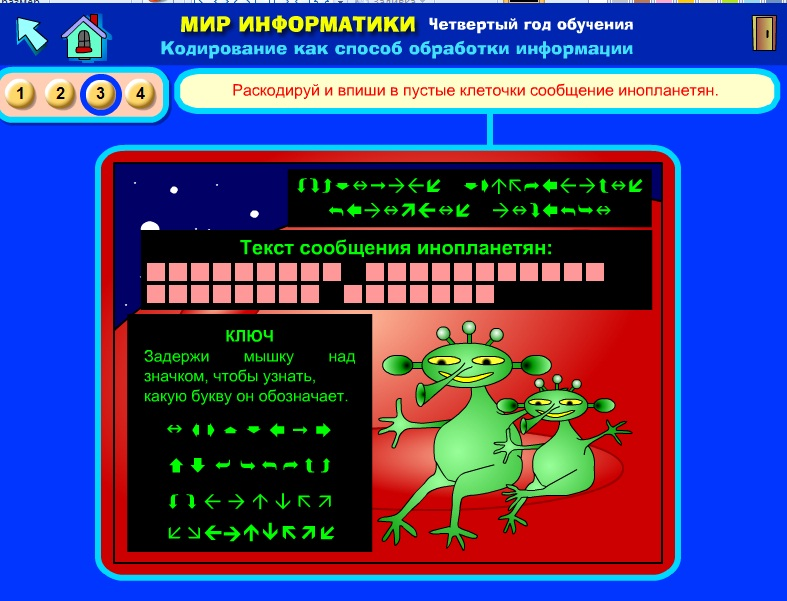 МИР ИНФОРМАТИКИ Четвертый год обучения
Кодирование как способ обработки информации
1 2 3 4
Раскодируй и впиши в пустые клеточки сообщение инопланетян.
Текст сообщения инопланетян:
КЛЮЧ
Задержи мышку над
значком, чтобы узнать,
какую букву он обозначает.